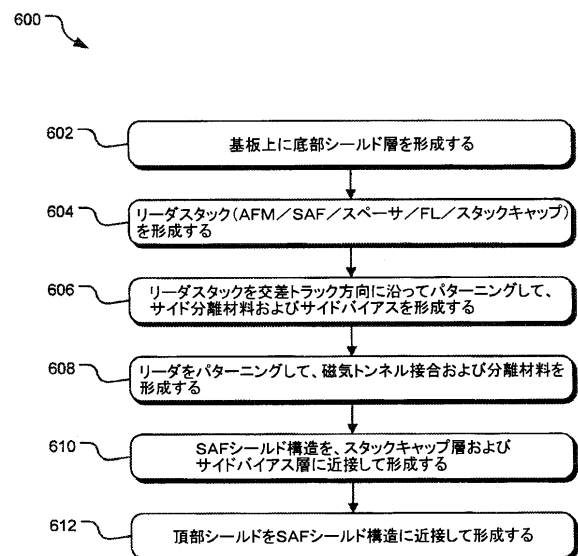 600
602
基板上に底部シールド層を形成する
604
リーダスタック(AFM/SAF/スペーサ/FL/スタックキャップ)
を形成する
606
リーダスタックを交差トラック方向に沿ってパターニングして、
サイド分離材料およびサイドバイアスを形成する
608
リーダをパターニングして、磁気トンネル接合および分離材料を
形成する
610
SAFシールド構造を、スタックキャップ層および
サイドバイアス層に近接して形成する
612
頂部シールドをSAFシールド構造に近接して形成する